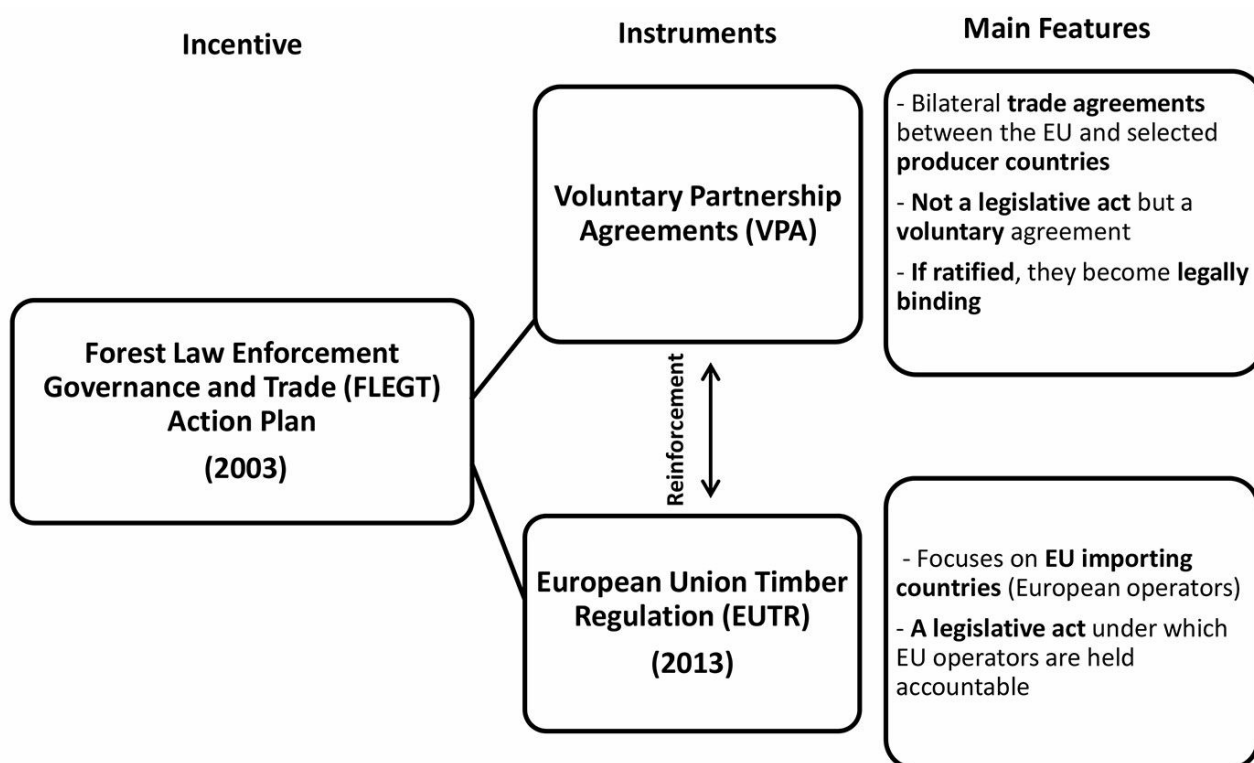 Incentive
Instruments
Main Features
Forest Law Enforcement
Governance and Trade (FLEGT)
Action Plan
(2003)
Voluntary Partnership
Agreements (VPA)
Reinforcement
European Union Timber
Regulation (EUTR)
(2013)
- Bilateral trade agreements
between the EU and selected
producer countries
- Not a legislative act but a
voluntary agreement
- If ratified, they become legally
binding
- Focuses on EU importing
countries (European operators)
- A legislative act under which
EU operators are held
accountable